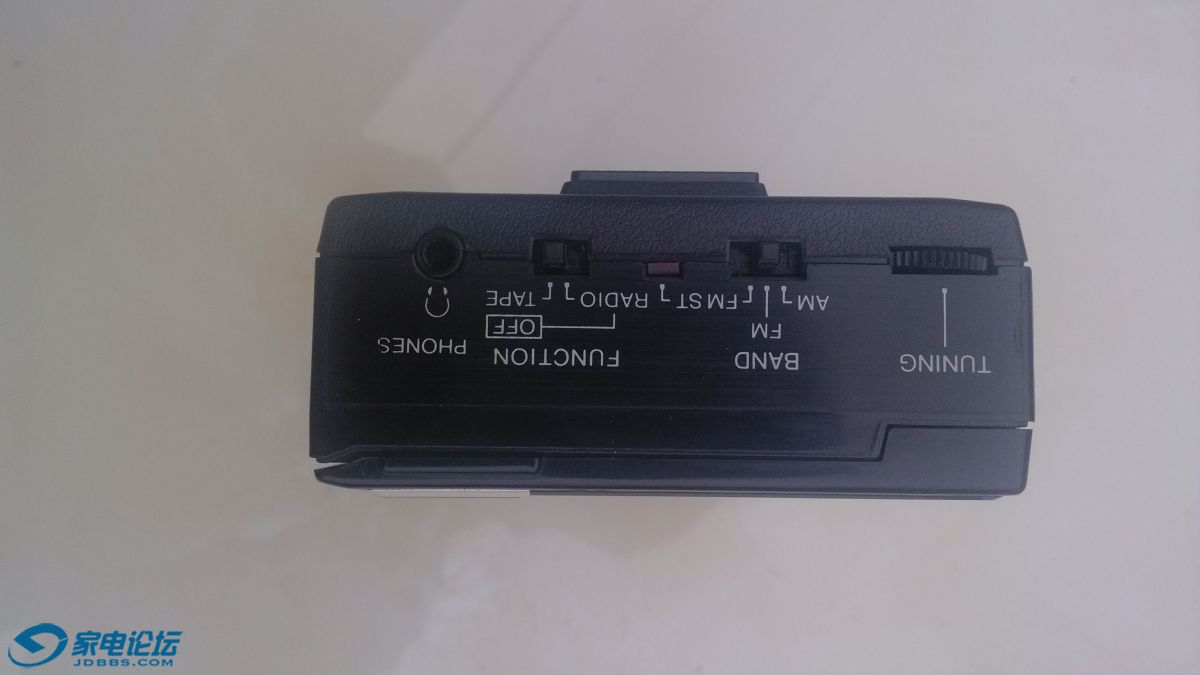 TUNING BAND FUNCTION PHONES
FM OFF
AM FM ST RADIO TAPE
家电论坛
JDBBS.COM